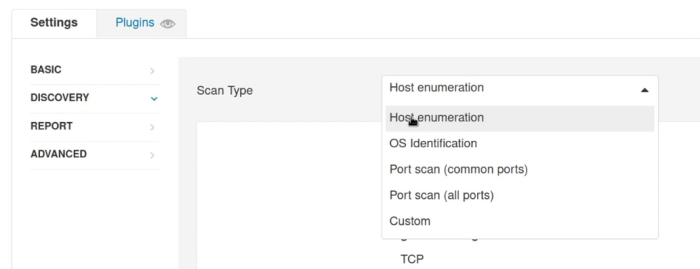 Settings
Plugins
BASIC
DISCOVERY
REPORT
ADVANCED
Scan Type
Host enumeration
Host enumeration
OS Identification
Port scan (common ports)
Port scan (all ports)
Custom
TCP